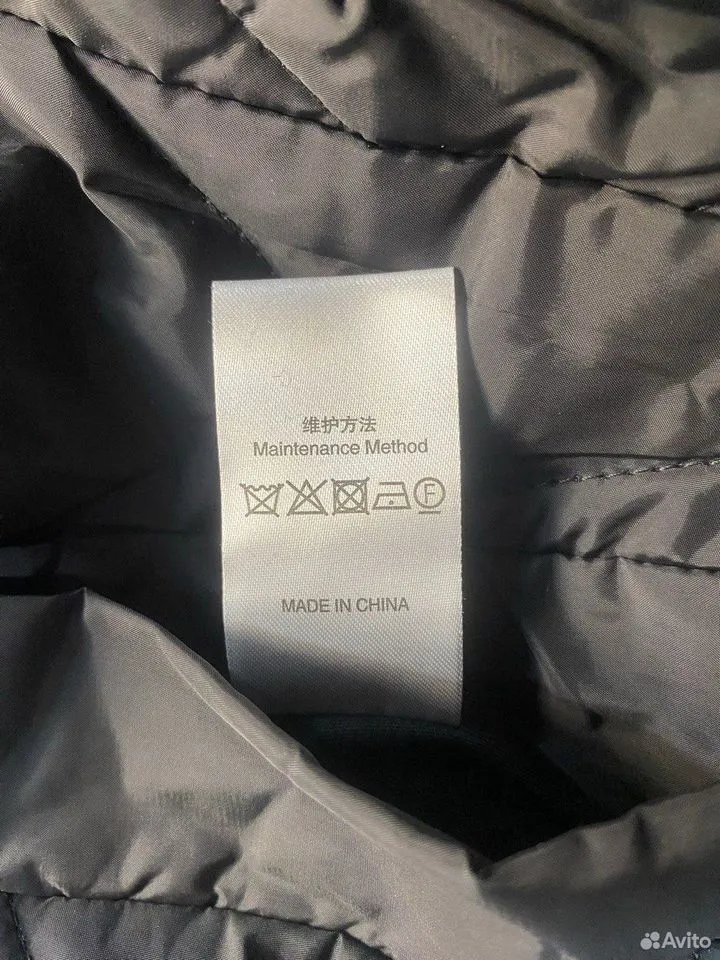 维护方法
Maintenance Method
F
MADE IN CHINA
Avito